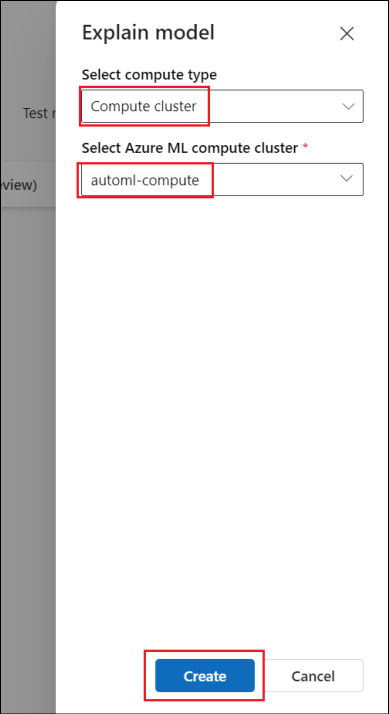 Explain model
Select compute type
Compute cluster
Test r
Select Azure ML compute cluster *
automl-compute
eview)
Create
Cancel